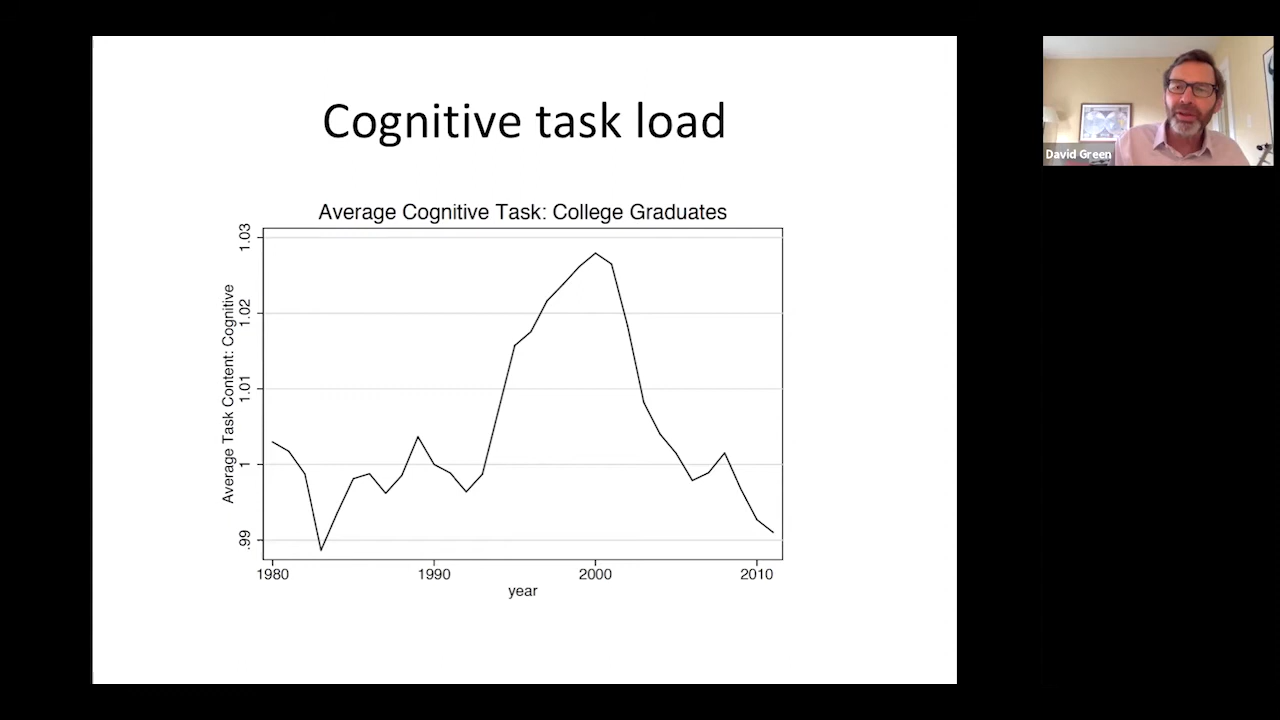 Cognitive task load
Average Cognitive Task: College Graduates
Average Task Content: Cognitive
1.03
1.02
1.01
1
.99
1980
1990
2000
2010
year
David Green